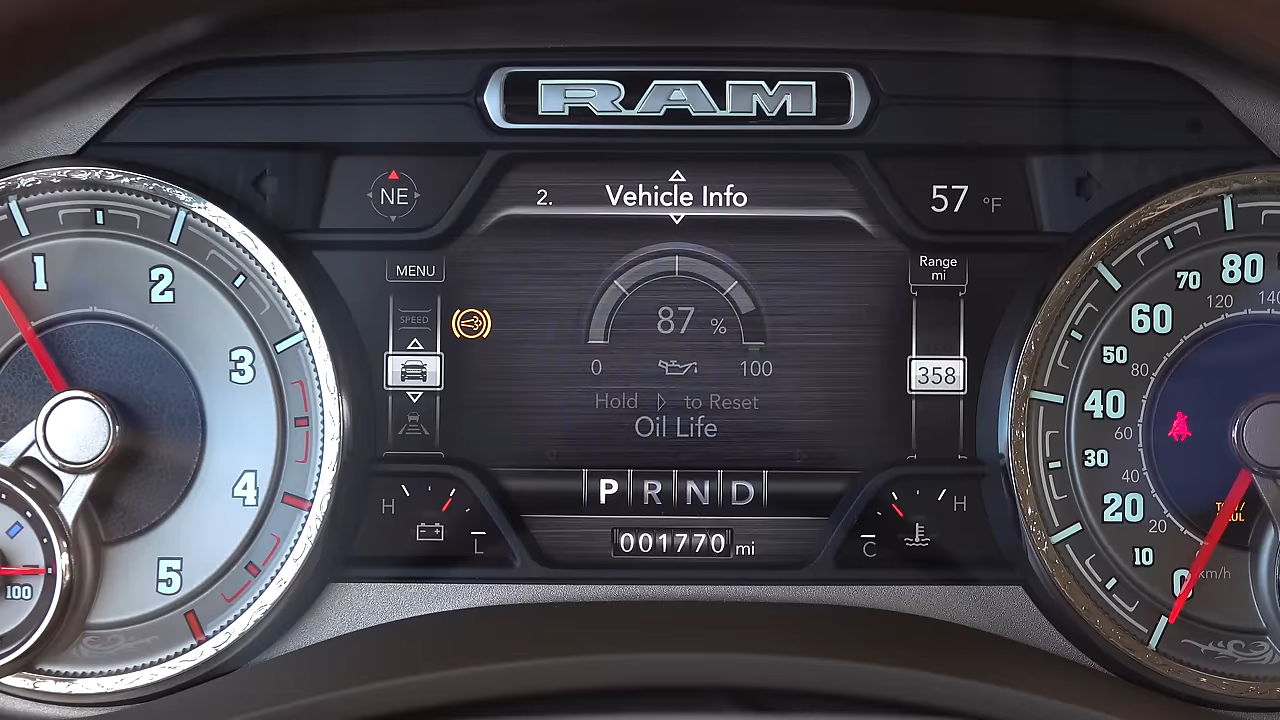 RAM
NE
2.
Vehicle Info
57 °F
MENU
SPEED
Range
mi
87 %
0
100
358
Hold to Reset
Oil Life
P R N D
H
L
C
H
001770 mi
1
2
3
4
5
100
0
10
20
30
40
50
60
70
80
20
40
60
80
120
140
km/h